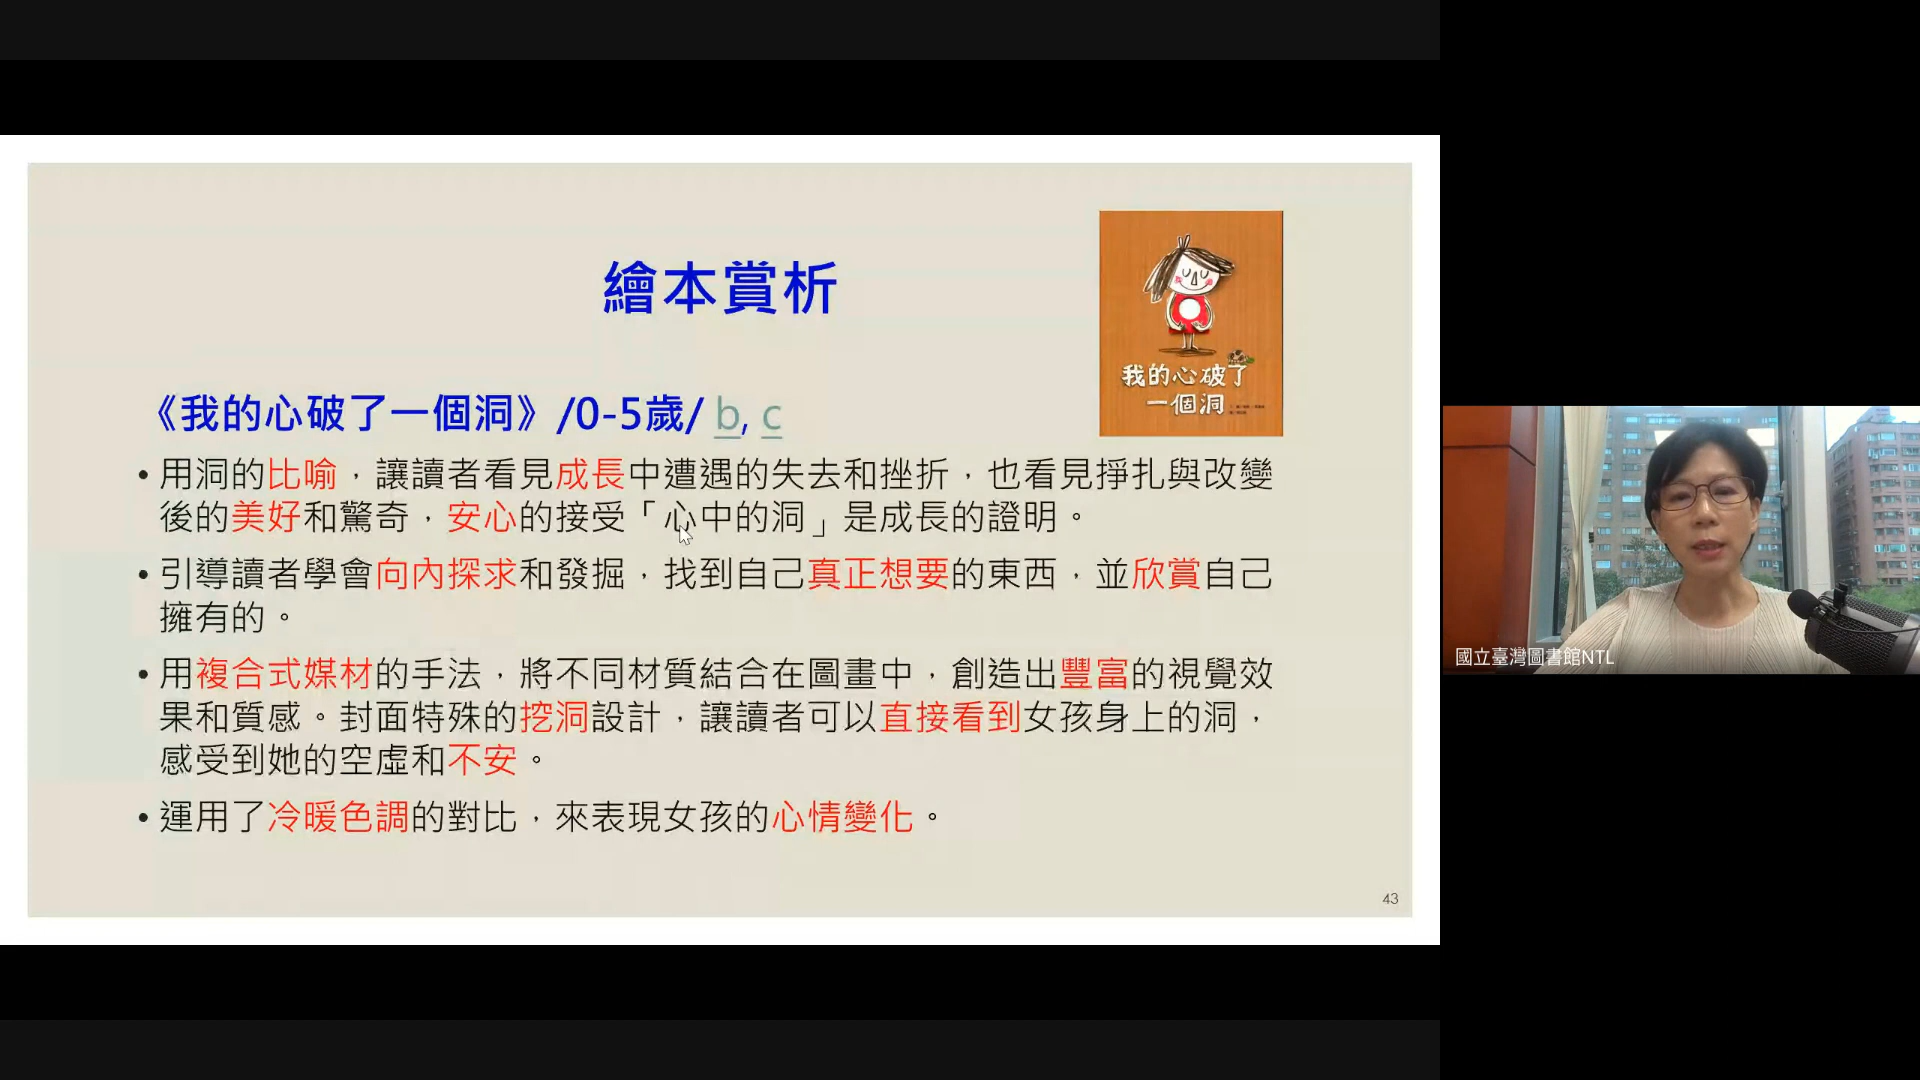 繪本賞析
我的心破了
一個洞
《我的心破了一個洞》/0-5歲/ b, c
• 用洞的比喻，讓讀者看見成長中遭遇的失去和挫折，也看見掙扎與改變
後的美好和驚奇，安心的接受「心中的洞」是成長的證明。
• 引導讀者學會向內探求和發掘，找到自己真正想要的東西，並欣賞自己
擁有的。
• 用複合式媒材的手法，將不同材質結合在圖畫中，創造出豐富的視覺效
果和質感。封面特殊的挖洞設計，讓讀者可以直接看到女孩身上的洞，
感受到她的空虛和不安。
• 運用了冷暖色調的對比，來表現女孩的心情變化。
43
國立臺灣圖書館NTL